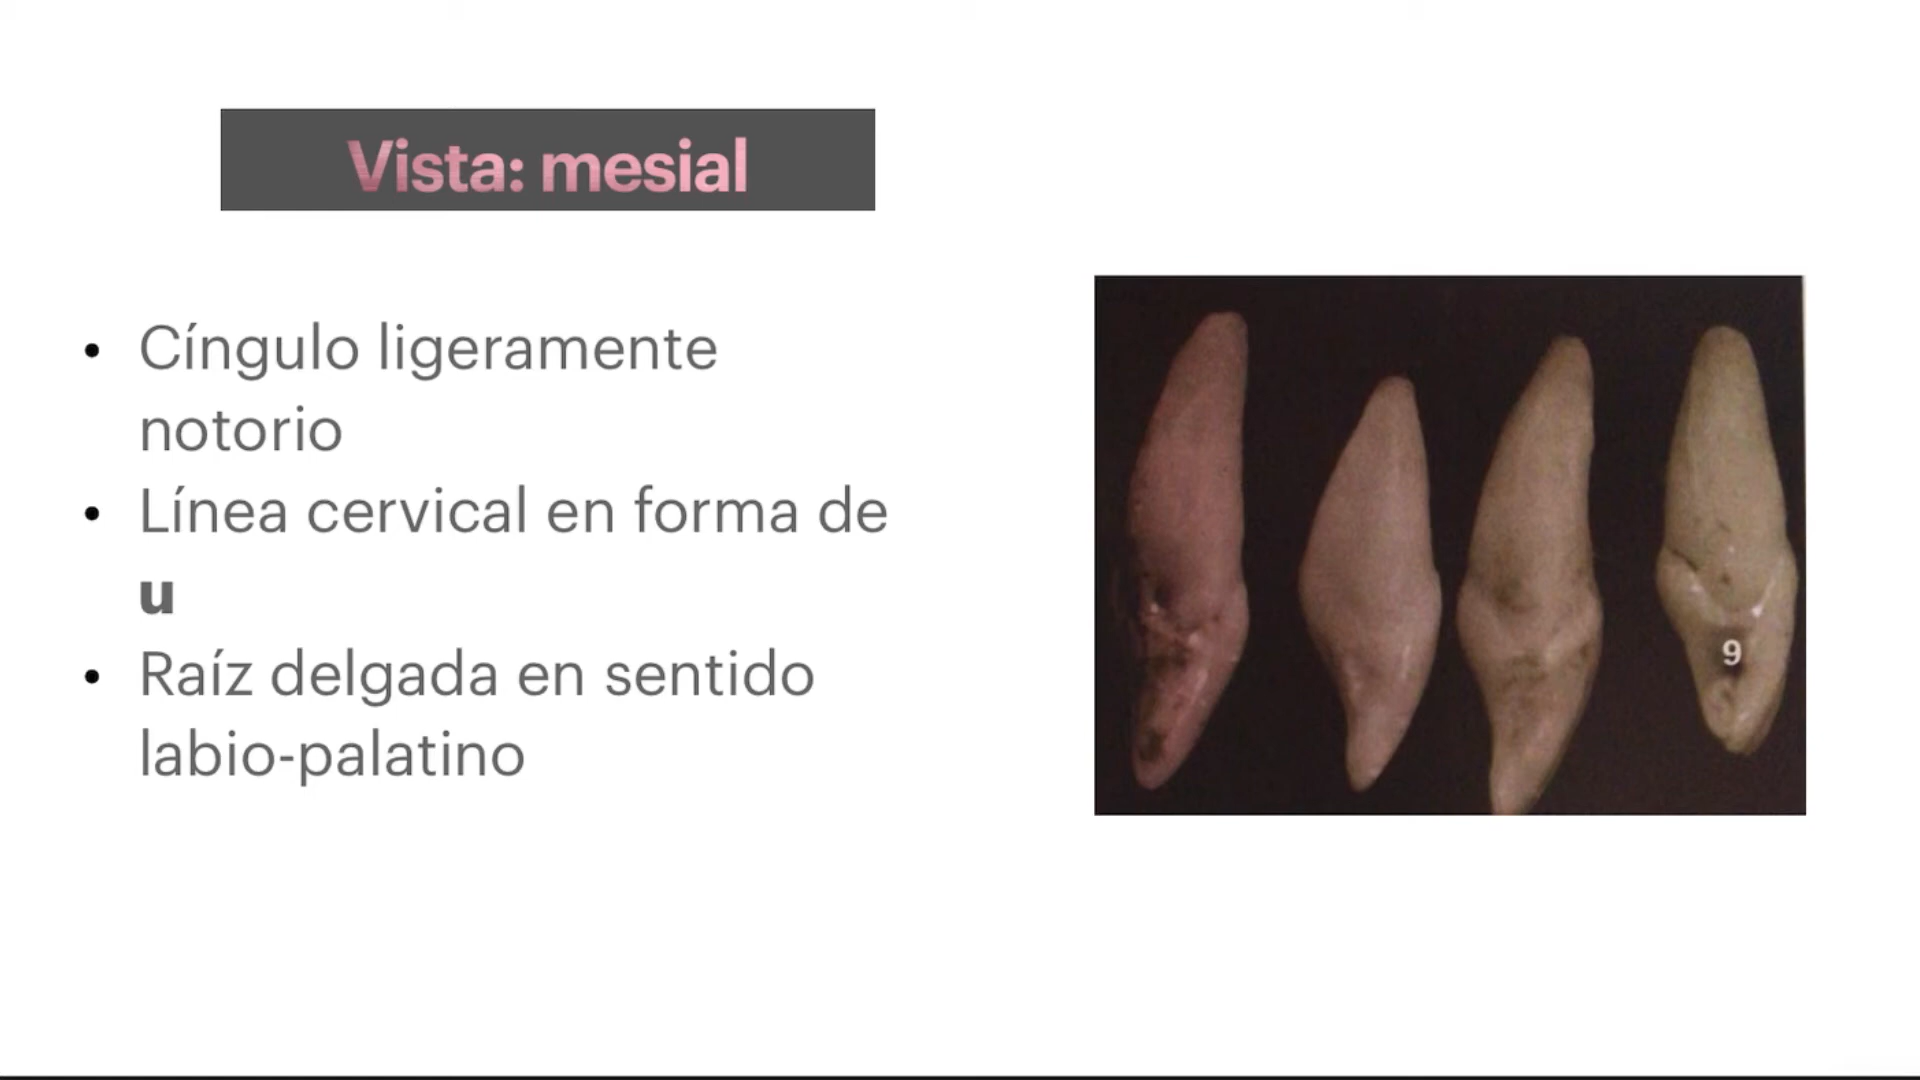 Vista: mesial
• Cíngulo ligeramente
notorio
• Línea cervical en forma de
u
• Raíz delgada en sentido
labio-palatino
9